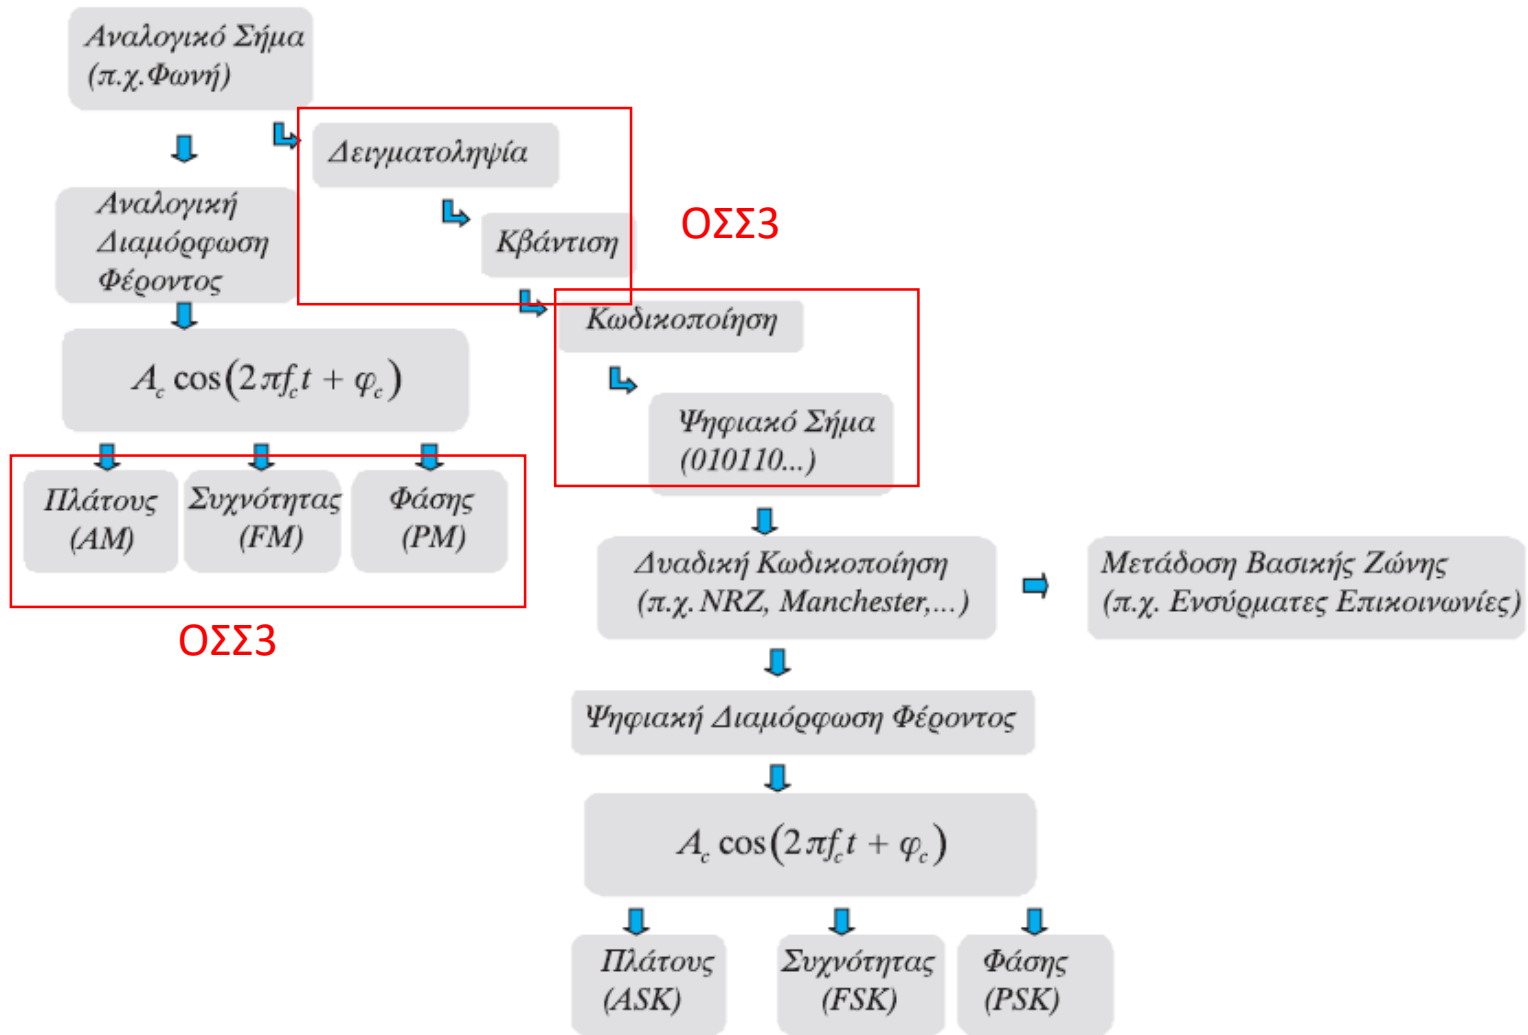 Αναλογικό Σήμα
(π.χ.Φωνή)
Δειγματοληψία
Αναλογική
Διαμόρφωση
Φέροντος
Κβάντιση
ΟΣΣ3
Κωδικοποίηση
A_c cos(2πf_c t + φ_c)
Ψηφιακό Σήμα
(010110...)
Πλάτους
(AM)
Συχνότητας
(FM)
Φάσης
(PM)
ΟΣΣ3
Δυαδική Κωδικοποίηση
(π.χ. NRZ, Manchester,...)
Μετάδοση Βασικής Ζώνης
(π.χ. Ενσύρματες Επικοινωνίες)
Ψηφιακή Διαμόρφωση Φέροντος
A_c cos(2πf_c t + φ_c)
Πλάτους
(ASK)
Συχνότητας
(FSK)
Φάσης
(PSK)